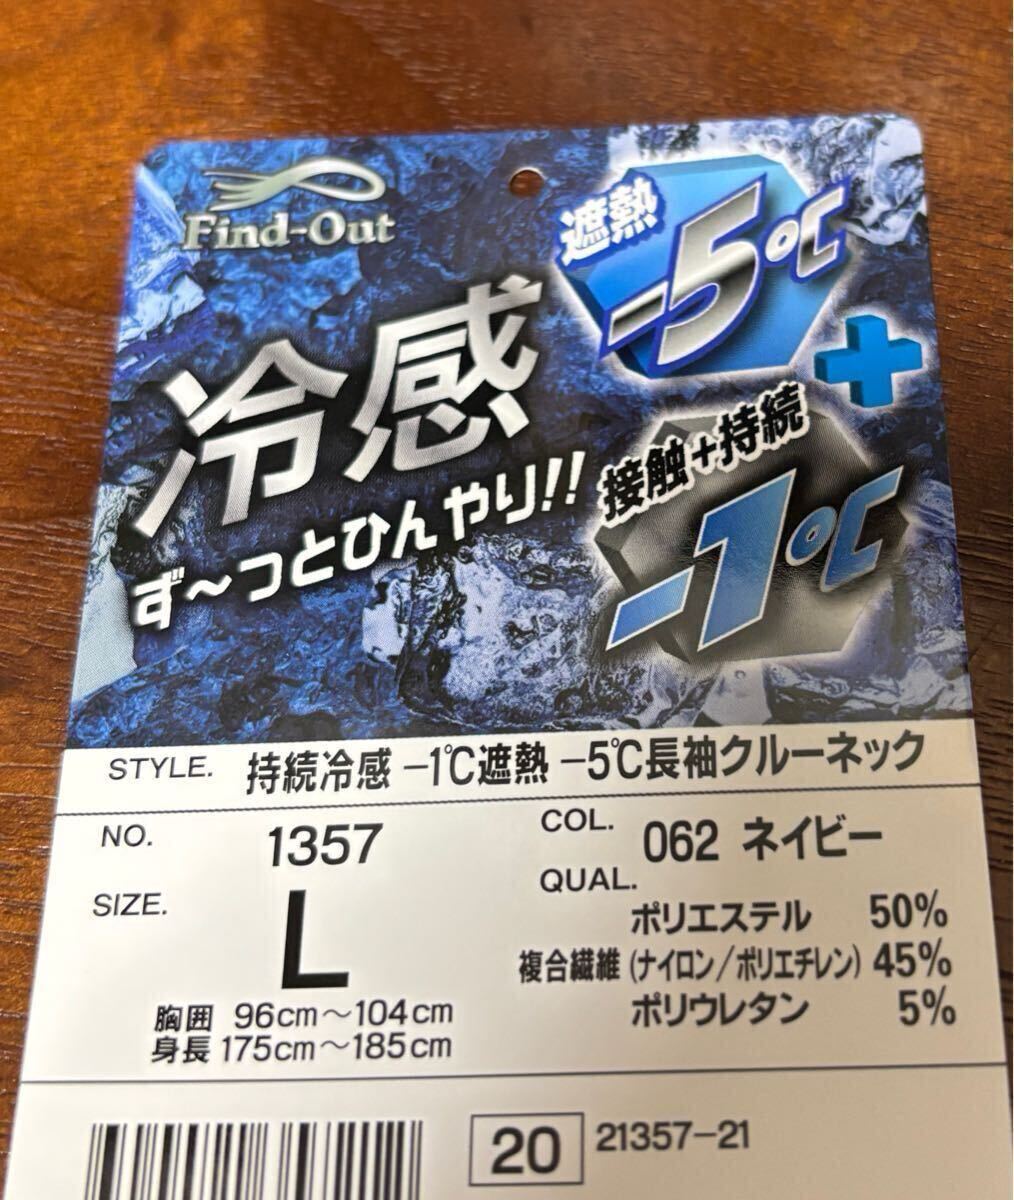 Find-Out
遮熱
-5℃
+
冷感
接触+持続
-1℃
ず～っとひんやり!!
STYLE. 持続冷感 -1℃遮熱 -5℃長袖クルーネック
NO. 1357
COL. 062 ネイビー
SIZE. L
QUAL.
ポリエステル 50%
複合繊維(ナイロン/ポリエチレン) 45%
ポリウレタン 5%
胸囲 96cm～104cm
身長 175cm～185cm
20 21357-21